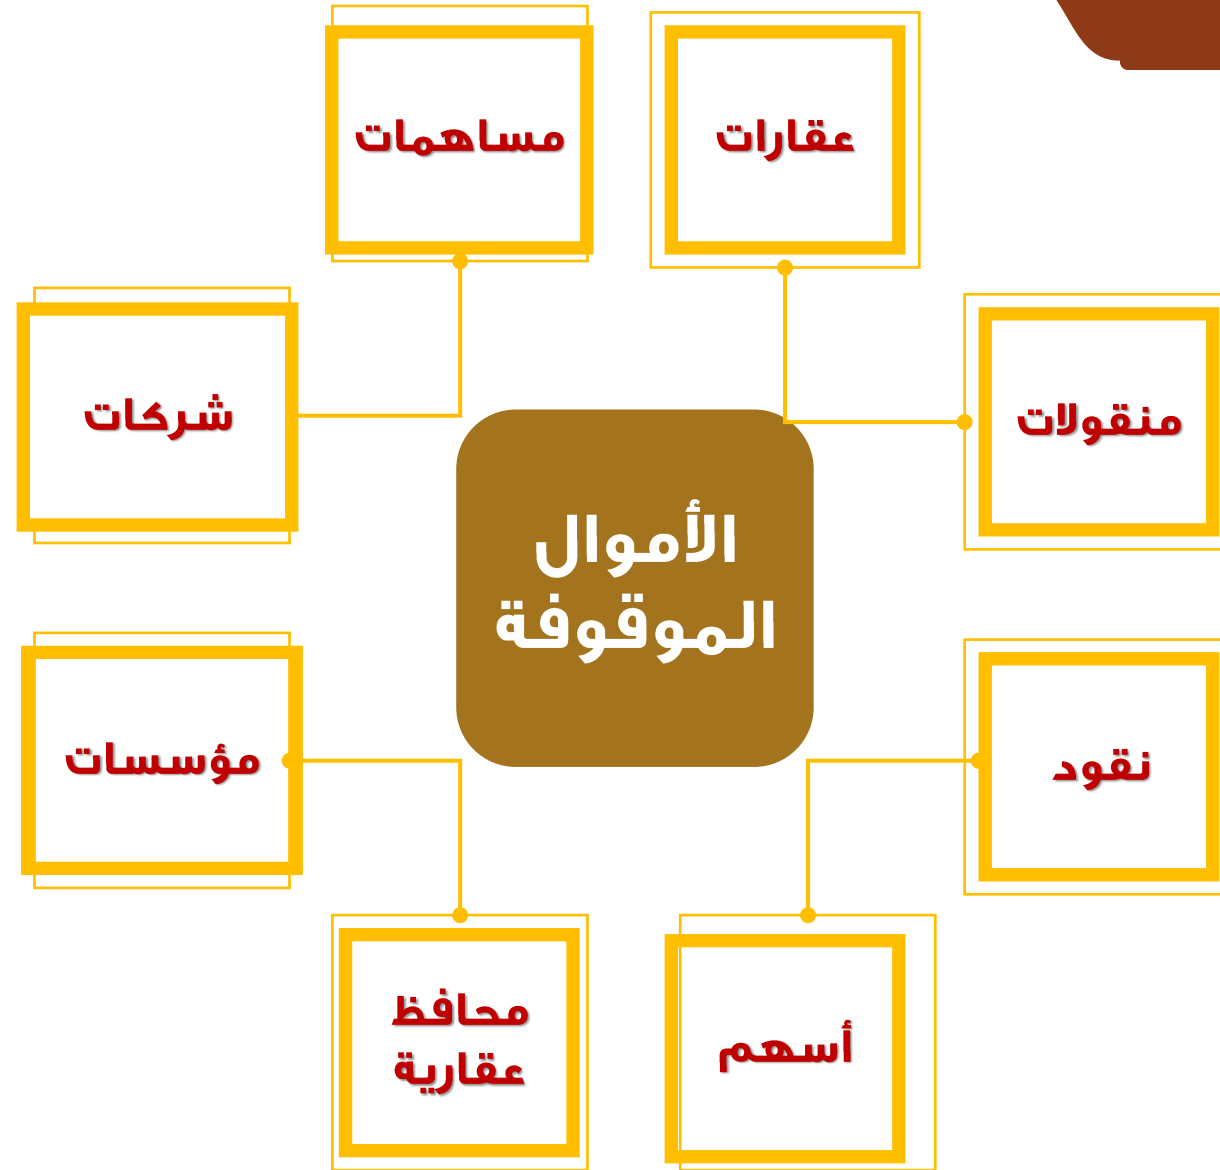 عقارات
مساهمات
منقولات
شركات
الأموال
الموقوفة
نقود
مؤسسات
أسهم
محافظ
عقارية